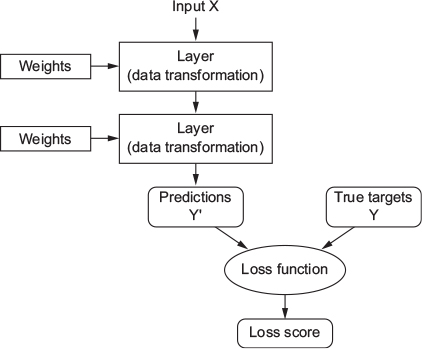 Input X
Layer
(data transformation)
Weights
Layer
(data transformation)
Weights
Predictions
Y'
True targets
Y
Loss function
Loss score